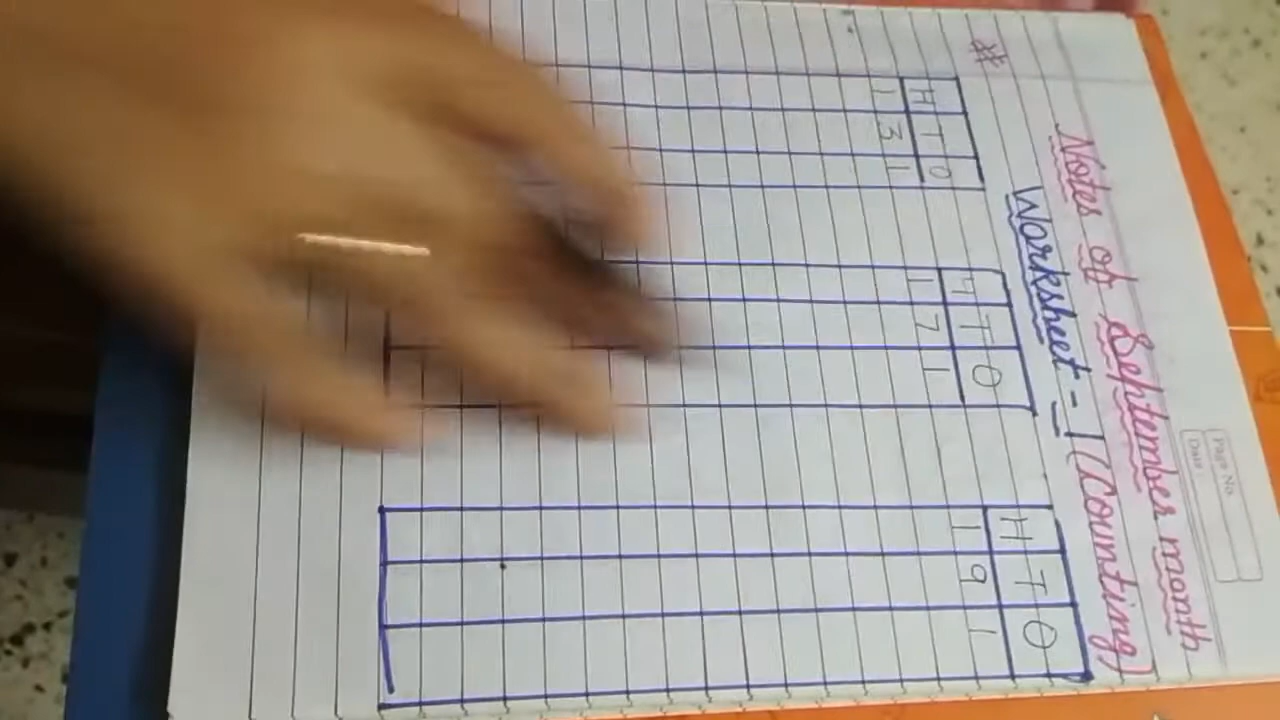 Page No
Date
Notes of September month
Worksheet - 1 (Counting)
H T O
1 3 1
H T O
1 7 1
H T O
1 9 1